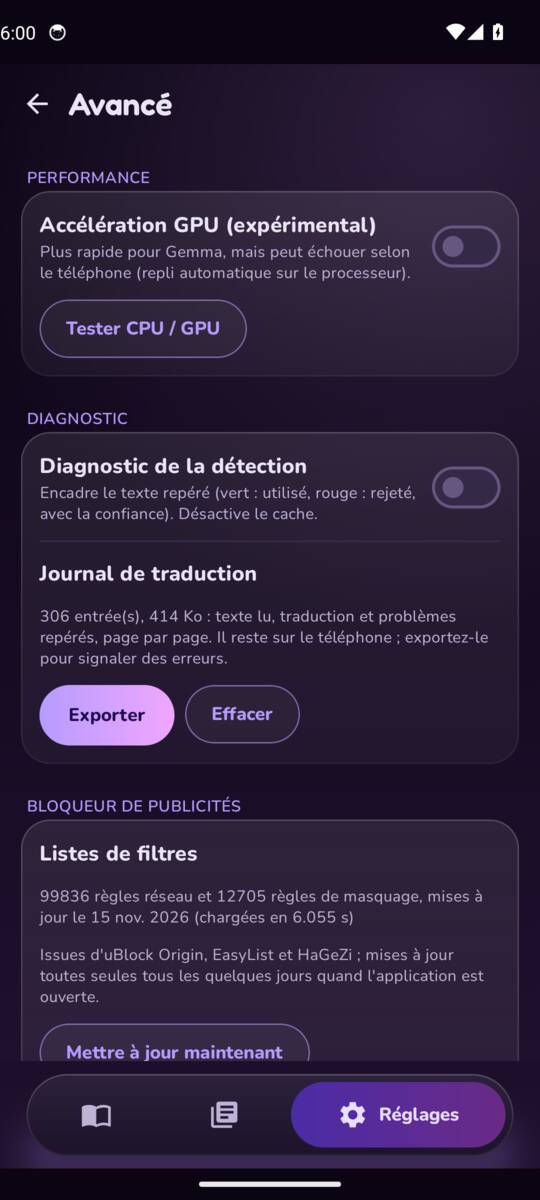 6:00
Avancé
PERFORMANCE
Accélération GPU (expérimental)
Plus rapide pour Gemma, mais peut échouer selon
le téléphone (repli automatique sur le processeur).
Tester CPU / GPU
DIAGNOSTIC
Diagnostic de la détection
Encadre le texte repéré (vert : utilisé, rouge : rejeté,
avec la confiance). Désactive le cache.
Journal de traduction
306 entrée(s), 414 Ko : texte lu, traduction et problèmes
repérés, page par page. Il reste sur le téléphone ; exportez-le
pour signaler des erreurs.
Exporter
Effacer
BLOQUEUR DE PUBLICITÉS
Listes de filtres
99836 règles réseau et 12705 règles de masquage, mises à
jour le 15 nov. 2026 (chargées en 6.055 s)
Issues d'uBlock Origin, EasyList et HaGeZi ; mises à jour
toutes seules tous les quelques jours quand l'application est
ouverte.
Mettre à jour maintenant
Réglages